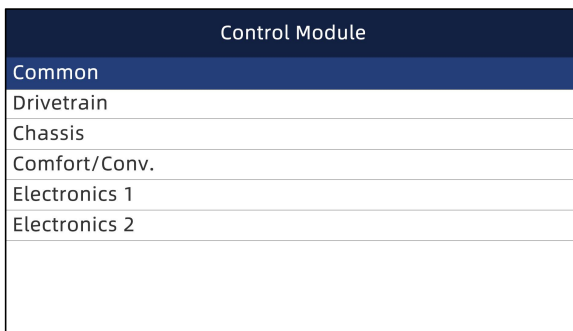 Control Module
Common
Drivetrain
Chassis
Comfort/Conv.
Electronics 1
Electronics 2